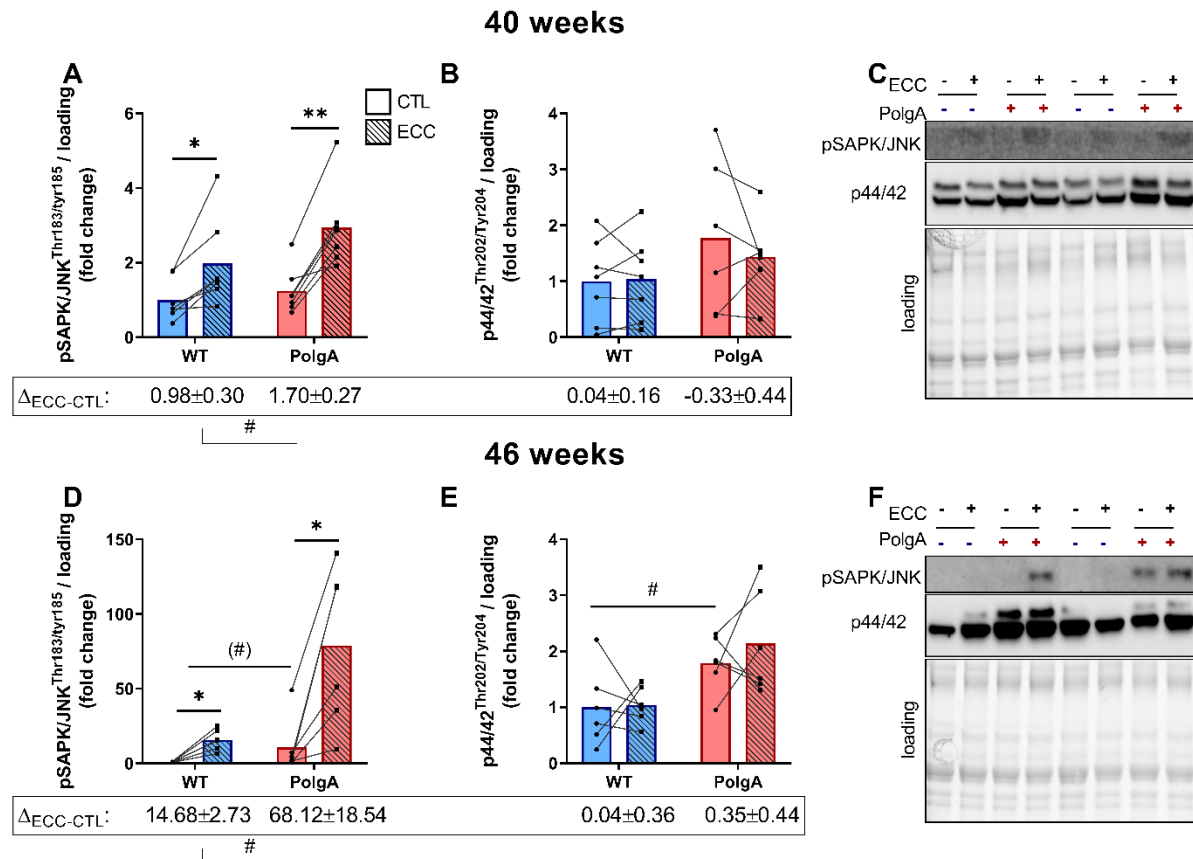 40 weeks
A
pSAPK/JNK^Thr183/tyr185 / loading
(fold change)
6
4
2
0
*
**
CTL
ECC
WT
PolgA
B
p44/42^Thr202/Tyr204 / loading
(fold change)
4
3
2
1
0
WT
PolgA
C
ECC - + - + - + - +
PolgA - - + + - - + +
pSAPK/JNK
p44/42
loading
Δ_ECC-CTL: 0.98±0.30 1.70±0.27 0.04±0.16 -0.33±0.44
#
46 weeks
D
pSAPK/JNK^Thr183/tyr185 / loading
(fold change)
150
100
50
0
*
(#)
*
WT
PolgA
E
p44/42^Thr202/Tyr204 / loading
(fold change)
4
3
2
1
0
#
WT
PolgA
F
ECC - + - + - + - +
PolgA - - + + - - + +
pSAPK/JNK
p44/42
loading
Δ_ECC-CTL: 14.68±2.73 68.12±18.54 0.04±0.36 0.35±0.44
#